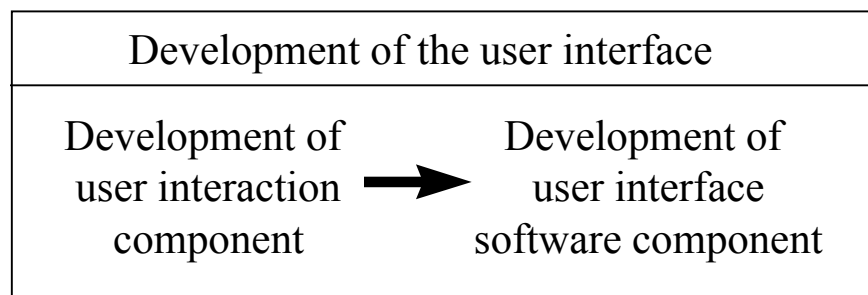 Development of the user interface
Development of
user interaction
component
Development of
user interface
software component